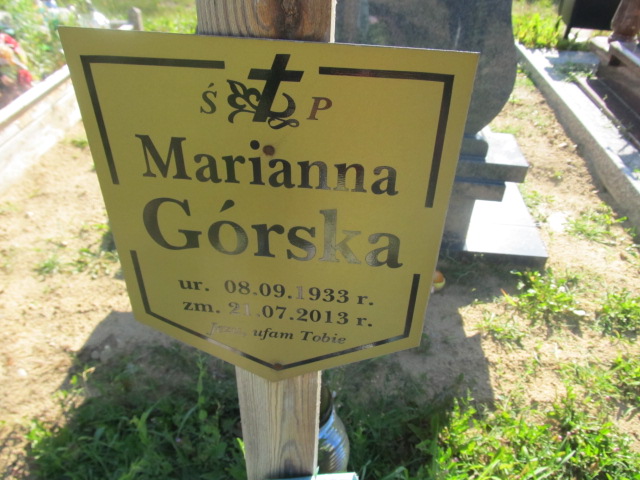 Ś P
Marianna
Górska
ur. 08.09.1933 r.
zm. 21.07.2013 r.
Jezu, ufam Tobie